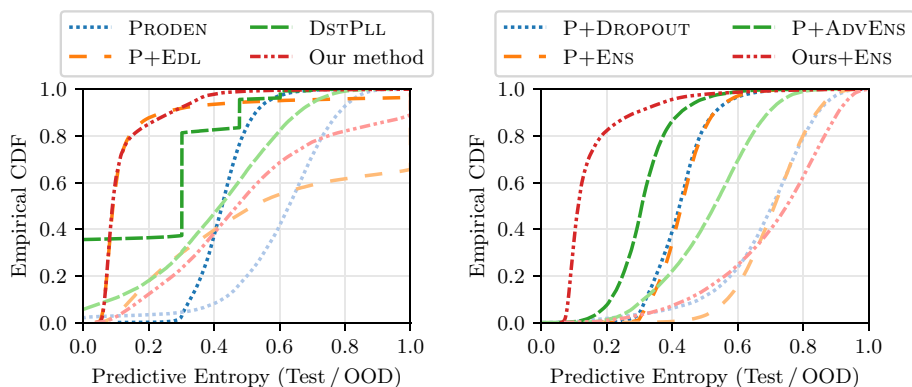 PRODEN DSTPLL
P+EDL Our method
Empirical CDF
1.0
0.8
0.6
0.4
0.2
0.0
0.0 0.2 0.4 0.6 0.8 1.0
Predictive Entropy (Test / OOD)
P+DROPOUT P+ADVENS
P+ENS Ours+ENS
Empirical CDF
1.0
0.8
0.6
0.4
0.2
0.0
0.0 0.2 0.4 0.6 0.8 1.0
Predictive Entropy (Test / OOD)